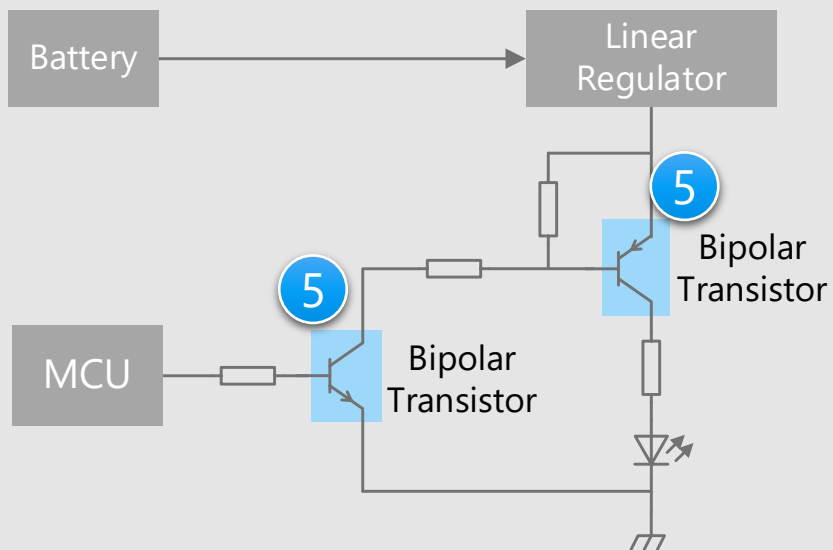 Battery
Linear
Regulator
5
Bipolar
Transistor
5
MCU
Bipolar
Transistor